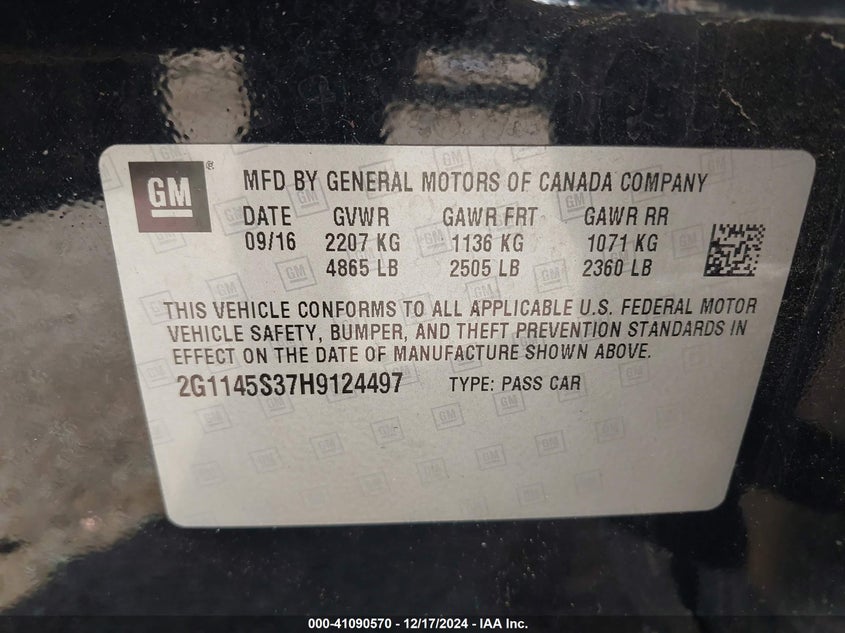 GM® MFD BY GENERAL MOTORS OF CANADA COMPANY
DATE GVWR GAWR FRT GAWR RR
09/16 2207 KG 1136 KG 1071 KG
4865 LB 2505 LB 2360 LB
THIS VEHICLE CONFORMS TO ALL APPLICABLE U.S. FEDERAL MOTOR
VEHICLE SAFETY, BUMPER, AND THEFT PREVENTION STANDARDS IN
EFFECT ON THE DATE OF MANUFACTURE SHOWN ABOVE.
2G1145S37H9124497 TYPE: PASS CAR
000-41090570 - 12/17/2024 - IAA Inc.